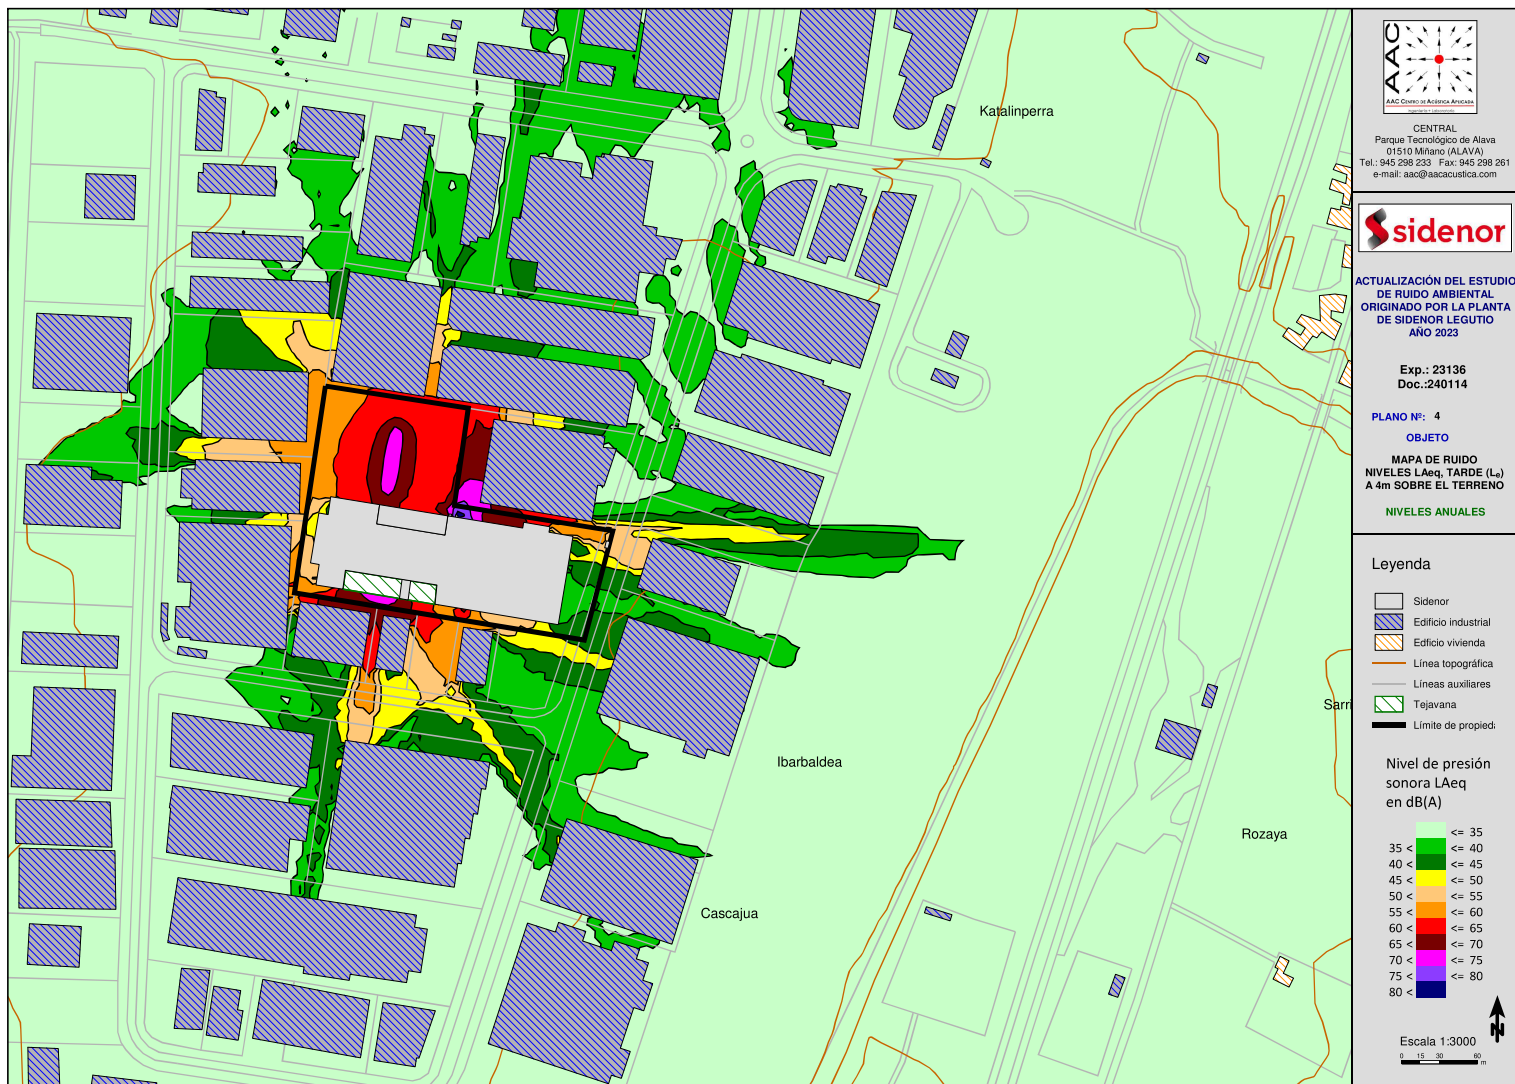 Katalinperra
Ibarbaldea
Cascajua
Rozaya
Sarri
AAC
AAC CENTRO DE ACÚSTICA APLICADA
CENTRAL
Parque Tecnológico de Alava
01510 Miñano (ALAVA)
Tel.: 945 298 233 Fax: 945 298 261
e-mail: aac@aacacustica.com
sidenor
ACTUALIZACIÓN DEL ESTUDIO
DE RUIDO AMBIENTAL
ORIGINADO POR LA PLANTA
DE SIDENOR LEGUTIO
AÑO 2023
Exp.: 23136
Doc.:240114
PLANO Nº: 4
OBJETO
MAPA DE RUIDO
NIVELES LAeq, TARDE (Le)
A 4m SOBRE EL TERRENO
NIVELES ANUALES
Leyenda
Sidenor
Edificio industrial
Edficio vivienda
Línea topográfica
Líneas auxiliares
Tejavana
Límite de propied
Nivel de presión
sonora LAeq
en dB(A)
<= 35
35 < <= 40
40 < <= 45
45 < <= 50
50 < <= 55
55 < <= 60
60 < <= 65
65 < <= 70
70 < <= 75
75 < <= 80
80 <
N
Escala 1:3000
0 15 30 60
m